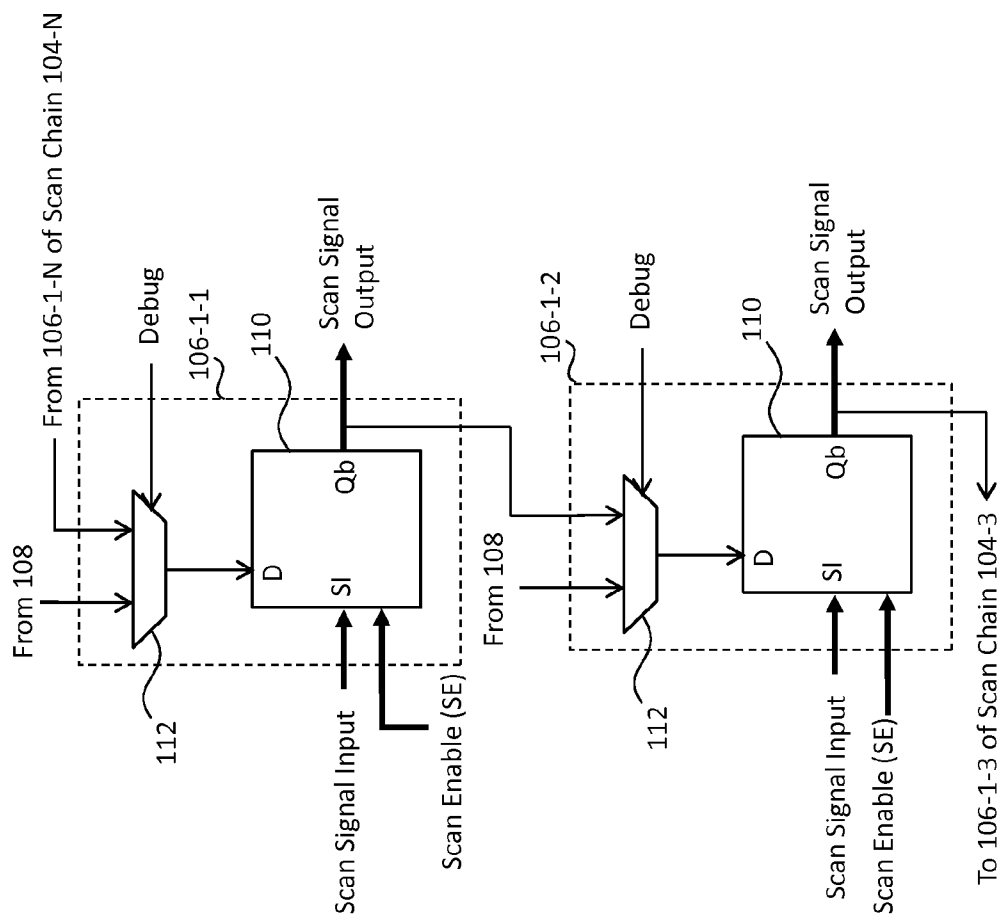 From 108
From 106-1-N of Scan Chain 104-N
Debug
106-1-1
112
110
D
SI
Qb
Scan Signal
Output
Scan Signal Input
Scan Enable (SE)
From 108
Debug
106-1-2
112
110
D
SI
Qb
Scan Signal
Output
Scan Signal Input
Scan Enable (SE)
To 106-1-3 of Scan Chain 104-3